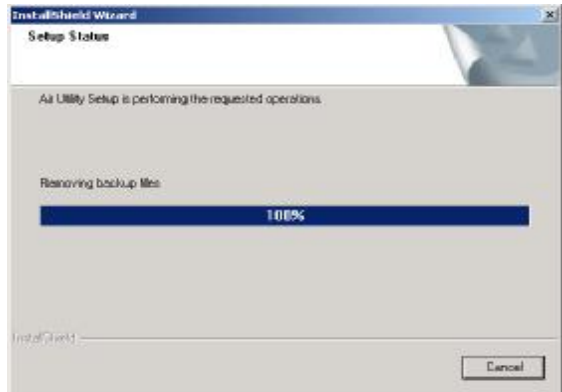 InstallShield Wizard
Setup Status
Air Utility Setup is performing the requested operations.
Removing backup files
100%
InstallShield
Cancel